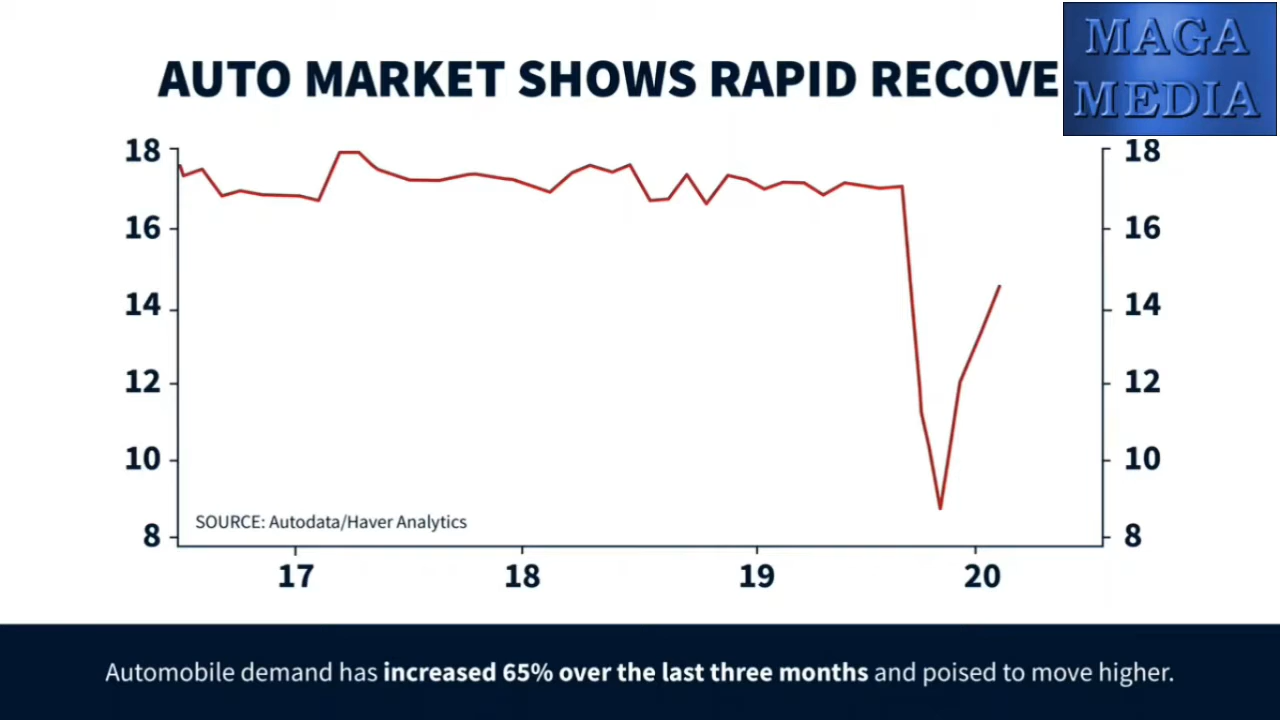 MAGA
MEDIA
AUTO MARKET SHOWS RAPID RECOVE
18
16
14
12
10
8
18
16
14
12
10
8
SOURCE: Autodata/Haver Analytics
17 18 19 20
Automobile demand has increased 65% over the last three months and poised to move higher.